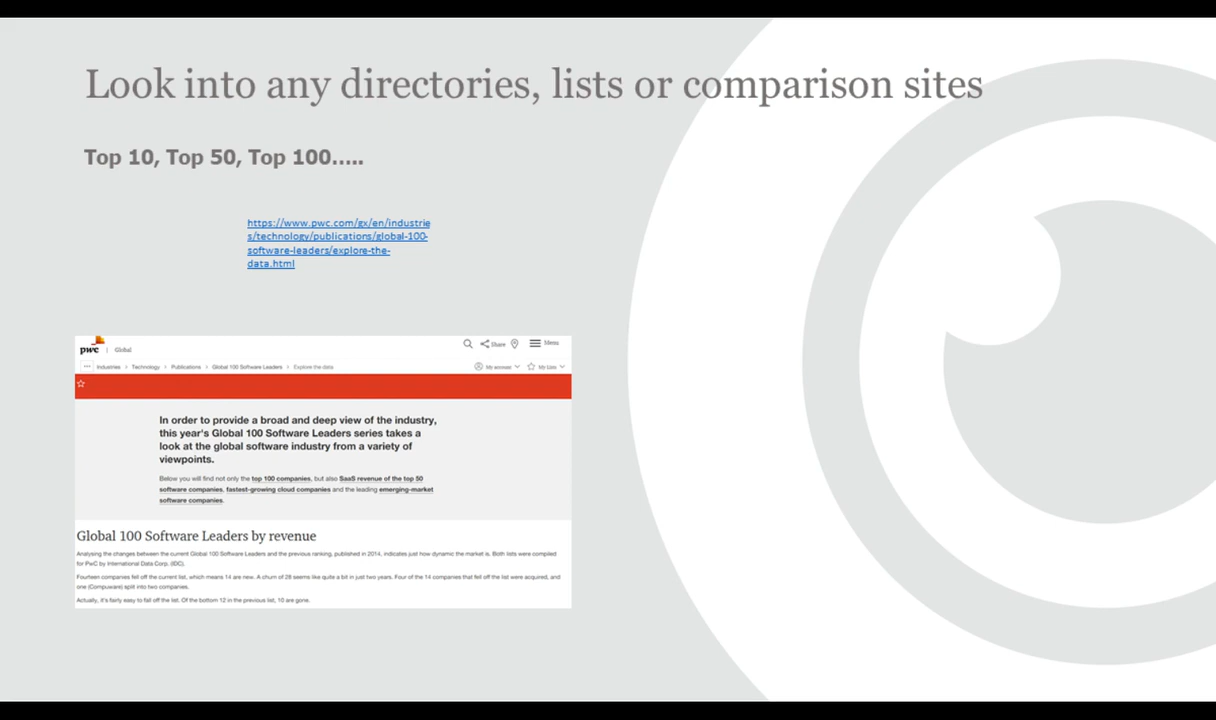 Look into any directories, lists or comparison sites
Top 10, Top 50, Top 100.....
https://www.pwc.com/gx/en/industrie
s/technology/publications/global-100-
software-leaders/explore-the-
data.html
pwc | Global
Share
Menu
Industries > Technology > Publications > Global 100 Software Leaders > Explore the data
My account
My Lists
In order to provide a broad and deep view of the industry,
this year's Global 100 Software Leaders series takes a
look at the global software industry from a variety of
viewpoints.
Below you will find not only the top 100 companies, but also SaaS revenue of the top 50
software companies, fastest-growing cloud companies and the leading emerging-market
software companies.
Global 100 Software Leaders by revenue
Analysing the changes between the current Global 100 Software Leaders and the previous ranking, published in 2014, indicates just how dynamic the market is. Both lists were compiled
for PwC by International Data Corp. (IDC).
Fourteen companies fell off the current list, which means 14 are new. A churn of 28 seems like quite a bit in just two years. Four of the 14 companies that fell off the list were acquired, and
one (Compuware) split into two companies.
Actually, it's fairly easy to fall off the list. Of the bottom 12 in the previous list, 10 are gone.